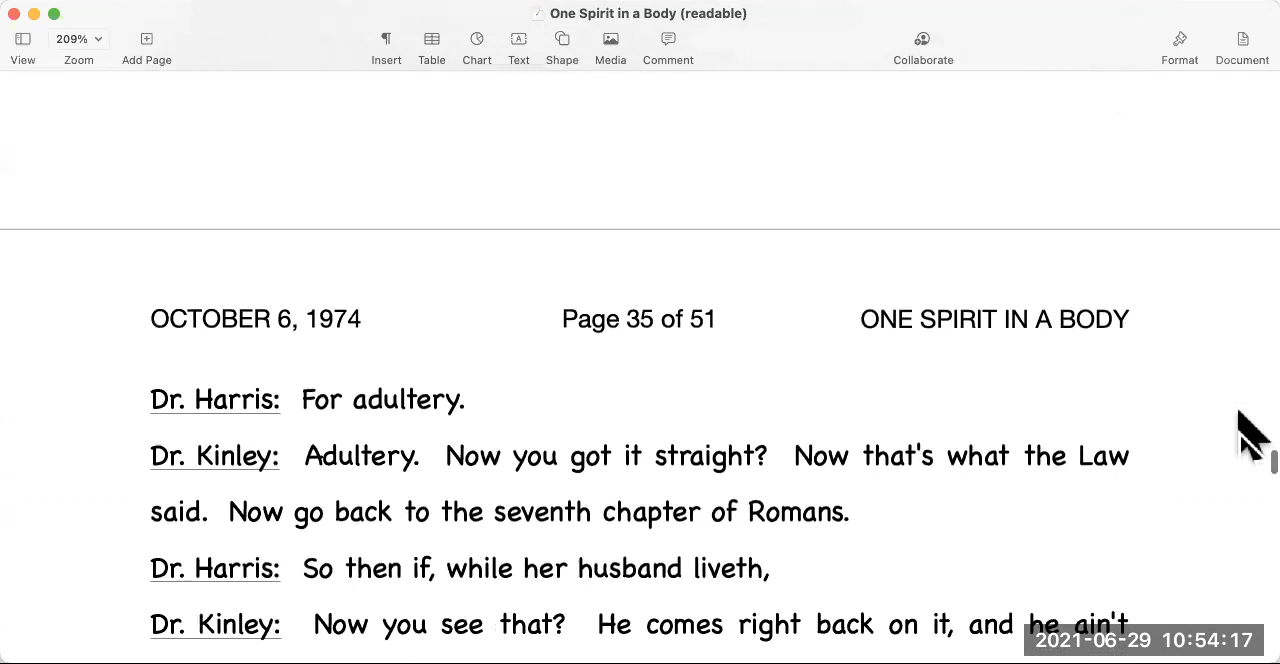 One Spirit in a Body (readable)
209%
View Zoom Add Page Insert Table Chart Text Shape Media Comment Collaborate Format Document
OCTOBER 6, 1974 Page 35 of 51 ONE SPIRIT IN A BODY
Dr. Harris: For adultery.
Dr. Kinley: Adultery. Now you got it straight? Now that's what the Law
said. Now go back to the seventh chapter of Romans.
Dr. Harris: So then if, while her husband liveth,
Dr. Kinley: Now you see that? He comes right back on it, and he ain't
2021-06-29 10:54:17